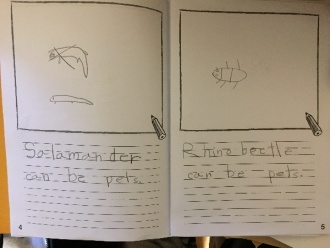 Salamander
can be pets.
4
Rhino beetle
can be pets.
5